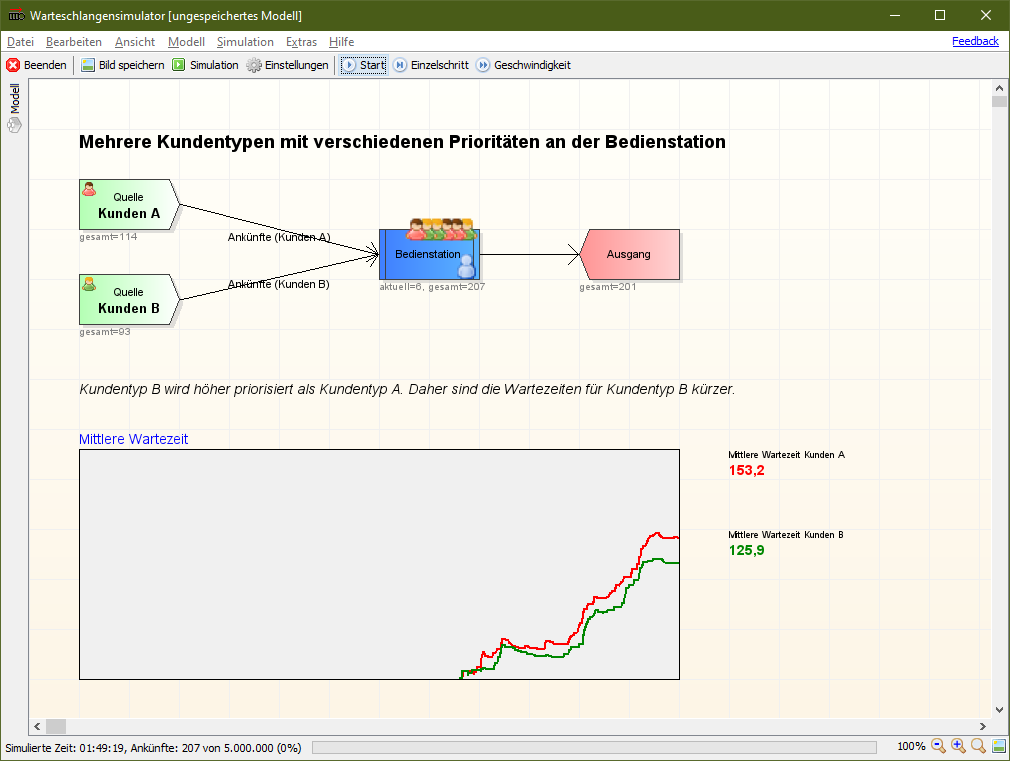 Warteschlangensimulator [ungespeichertes Modell]
Datei Bearbeiten Ansicht Modell Simulation Extras Hilfe Feedback
Beenden Bild speichern Simulation Einstellungen Start Einzelschritt Geschwindigkeit
Modell
Mehrere Kundentypen mit verschiedenen Prioritäten an der Bedienstation
Quelle
Kunden A
gesamt=114
Ankünfte (Kunden A)
Bedienstation
aktuell=6, gesamt=207
Ausgang
gesamt=201
Quelle
Kunden B
gesamt=93
Ankünfte (Kunden B)
Kundentyp B wird höher priorisiert als Kundentyp A. Daher sind die Wartezeiten für Kundentyp B kürzer.
Mittlere Wartezeit
Mittlere Wartezeit Kunden A
153,2
Mittlere Wartezeit Kunden B
125,9
Simulierte Zeit: 01:49:19, Ankünfte: 207 von 5.000.000 (0%) 100%